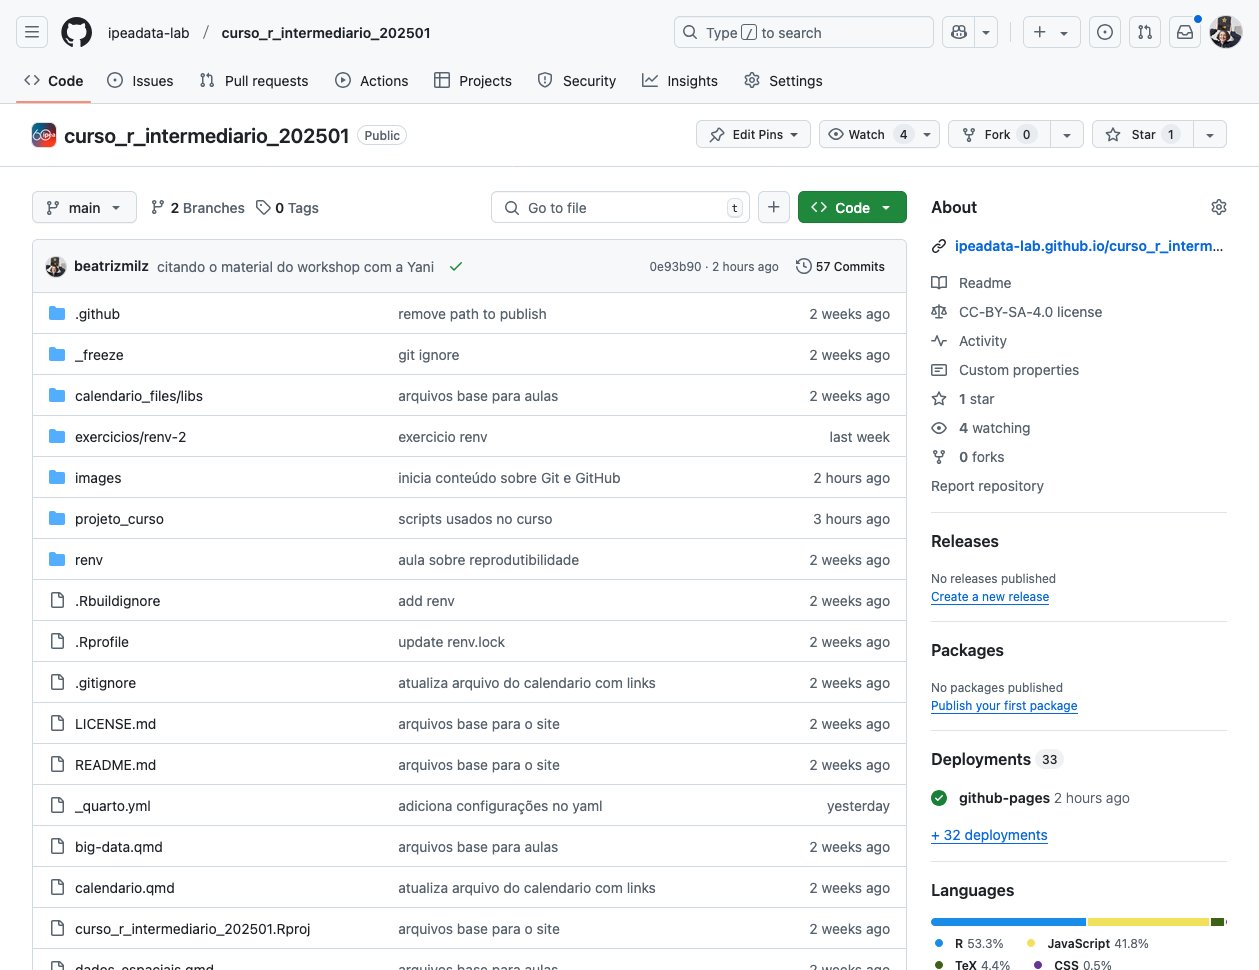 ipeadata-lab / curso_r_intermediario_202501
Type / to search
Code
Issues
Pull requests
Actions
Projects
Security
Insights
Settings
curso_r_intermediario_202501 Public
Edit Pins
Watch 4
Fork 0
Star 1
main
2 Branches
0 Tags
Go to file t
Code
beatrizmilz citando o material do workshop com a Yani
0e93b90 · 2 hours ago
57 Commits
.github remove path to publish 2 weeks ago
_freeze git ignore 2 weeks ago
calendario_files/libs arquivos base para aulas 2 weeks ago
exercicios/renv-2 exercicio renv last week
images inicia conteúdo sobre Git e GitHub 2 hours ago
projeto_curso scripts usados no curso 3 hours ago
renv aula sobre reprodutibilidade 2 weeks ago
.Rbuildignore add renv 2 weeks ago
.Rprofile update renv.lock 2 weeks ago
.gitignore atualiza arquivo do calendario com links 2 weeks ago
LICENSE.md arquivos base para o site 2 weeks ago
README.md arquivos base para o site 2 weeks ago
_quarto.yml adiciona configurações no yaml yesterday
big-data.qmd arquivos base para aulas 2 weeks ago
calendario.qmd atualiza arquivo do calendario com links 2 weeks ago
curso_r_intermediario_202501.Rproj arquivos base para o site 2 weeks ago
dados-espaciais.qmd arquivos base para aulas 2 weeks ago
About
ipeadata-lab.github.io/curso_r_interm...
Readme
CC-BY-SA-4.0 license
Activity
Custom properties
1 star
4 watching
0 forks
Report repository
Releases
No releases published
Create a new release
Packages
No packages published
Publish your first package
Deployments 33
github-pages 2 hours ago
+ 32 deployments
Languages
R 53.3% JavaScript 41.8%
TeX 4.4% CSS 0.5%